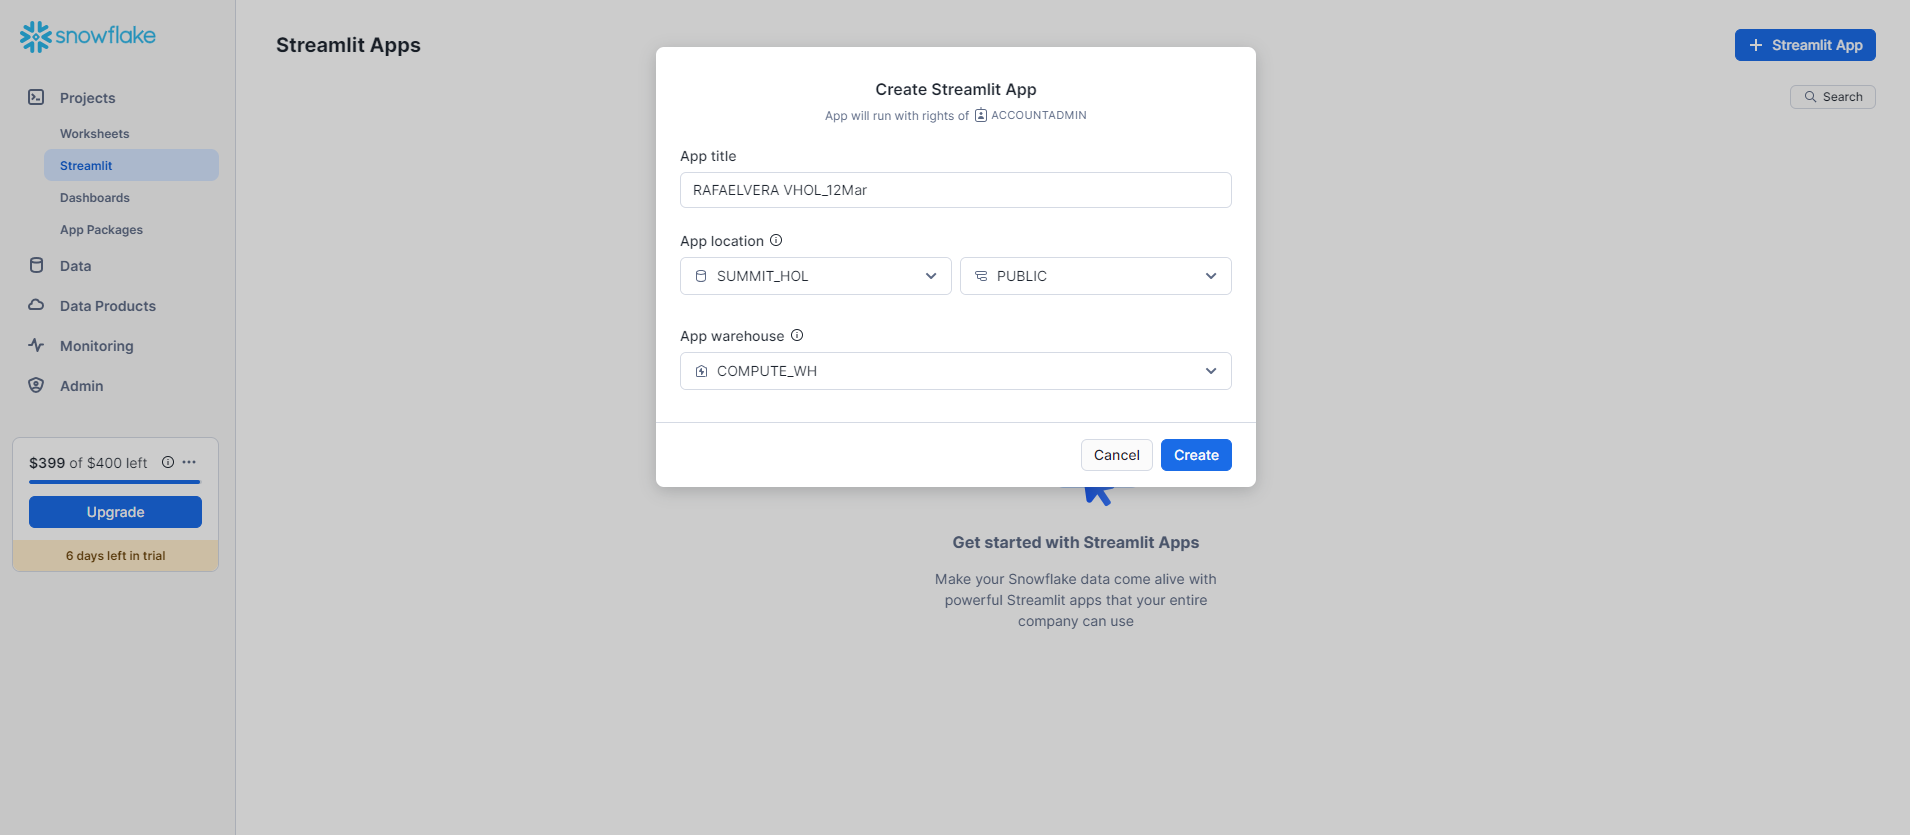 snowflake
Projects
Worksheets
Streamlit
Dashboards
App Packages
Data
Data Products
Monitoring
Admin
$399 of $400 left
Upgrade
6 days left in trial
Streamlit Apps
+ Streamlit App
Search
Create Streamlit App
App will run with rights of ACCOUNTADMIN
App title
RAFAELVERA VHOL_12Mar
App location
SUMMIT_HOL PUBLIC
App warehouse
COMPUTE_WH
Cancel Create
Get started with Streamlit Apps
Make your Snowflake data come alive with
powerful Streamlit apps that your entire
company can use